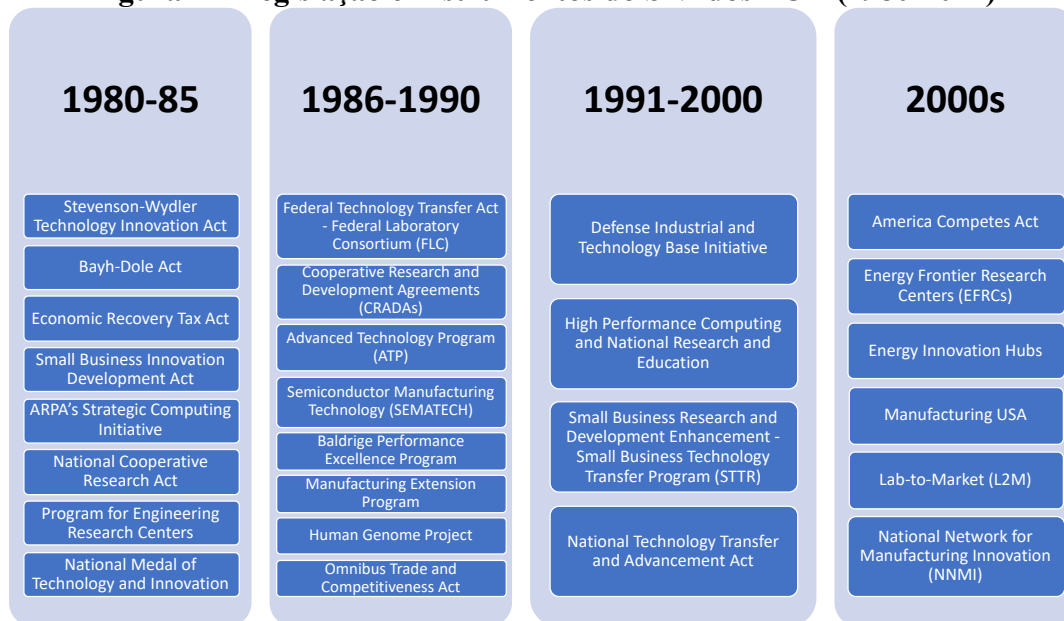 1980-85
Stevenson-Wydler
Technology Innovation Act
Bayh-Dole Act
Economic Recovery Tax Act
Small Business Innovation
Development Act
ARPA's Strategic Computing
Initiative
National Cooperative
Research Act
Program for Engineering
Research Centers
National Medal of
Technology and Innovation
1986-1990
Federal Technology Transfer Act
- Federal Laboratory
Consortium (FLC)
Cooperative Research and
Development Agreements
(CRADAs)
Advanced Technology Program
(ATP)
Semiconductor Manufacturing
Technology (SEMATECH)
Baldrige Performance
Excellence Program
Manufacturing Extension
Program
Human Genome Project
Omnibus Trade and
Competitiveness Act
1991-2000
Defense Industrial and
Technology Base Initiative
High Performance Computing
and National Research and
Education
Small Business Research and
Development Enhancement -
Small Business Technology
Transfer Program (STTR)
National Technology Transfer
and Advancement Act
2000s
America Competes Act
Energy Frontier Research
Centers (EFRCs)
Energy Innovation Hubs
Manufacturing USA
Lab-to-Market (L2M)
National Network for
Manufacturing Innovation
(NNMI)